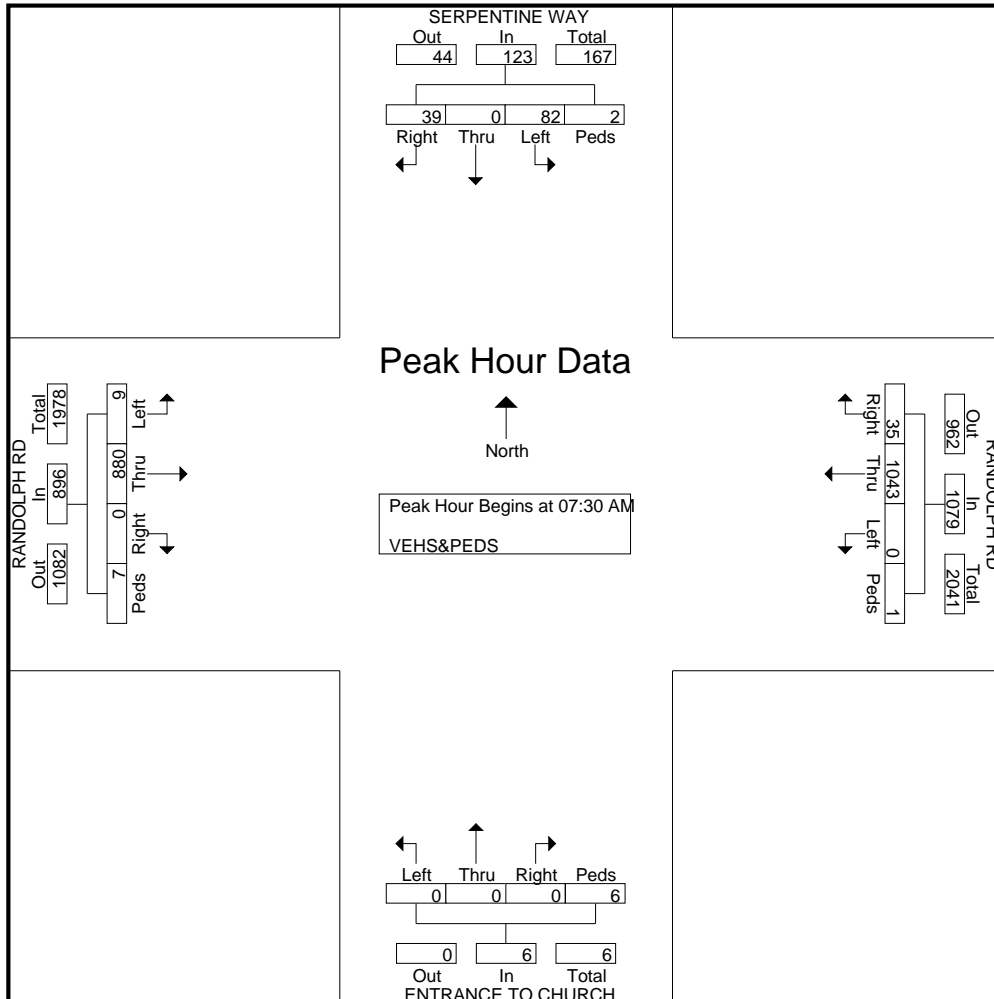 SERPENTINE WAY
Out In Total
44 123 167
39 0 82 2
Right Thru Left Peds
Peak Hour Data
North
Peak Hour Begins at 07:30 AM
VEHS&PEDS
RANDOLPH RD
Total In Out
1978 896 1082
9 880 0 7
Left Thru Right Peds
RANDOLPH RD
Out In Total
962 1079 2041
35 1043 0 1
Right Thru Left Peds
Left Thru Right Peds
0 0 0 6
0 6 6
Out In Total
ENTRANCE TO CHURCH